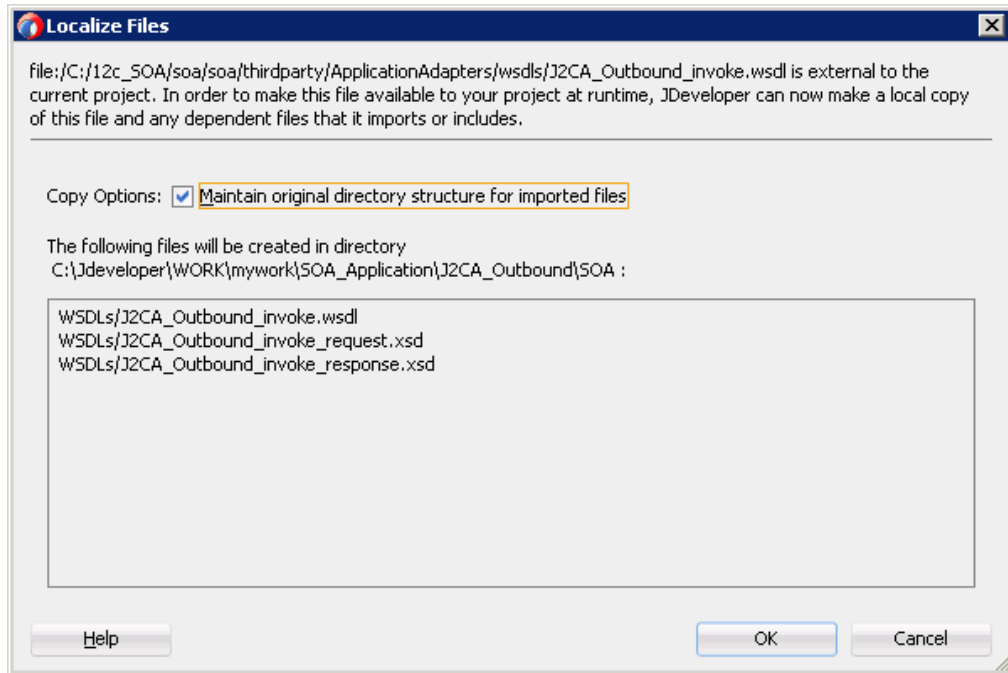 Localize Files
file:/C:/12c_SOA/soa/soa/thirdparty/ApplicationAdapters/wsdls/J2CA_Outbound_invoke.wsdl is external to the
current project. In order to make this file available to your project at runtime, JDeveloper can now make a local copy
of this file and any dependent files that it imports or includes.
Copy Options: Maintain original directory structure for imported files
The following files will be created in directory
C:\Jdeveloper\WORK\mywork\SOA_Application\J2CA_Outbound\SOA :
WSDLs/J2CA_Outbound_invoke.wsdl
WSDLs/J2CA_Outbound_invoke_request.xsd
WSDLs/J2CA_Outbound_invoke_response.xsd
Help OK Cancel